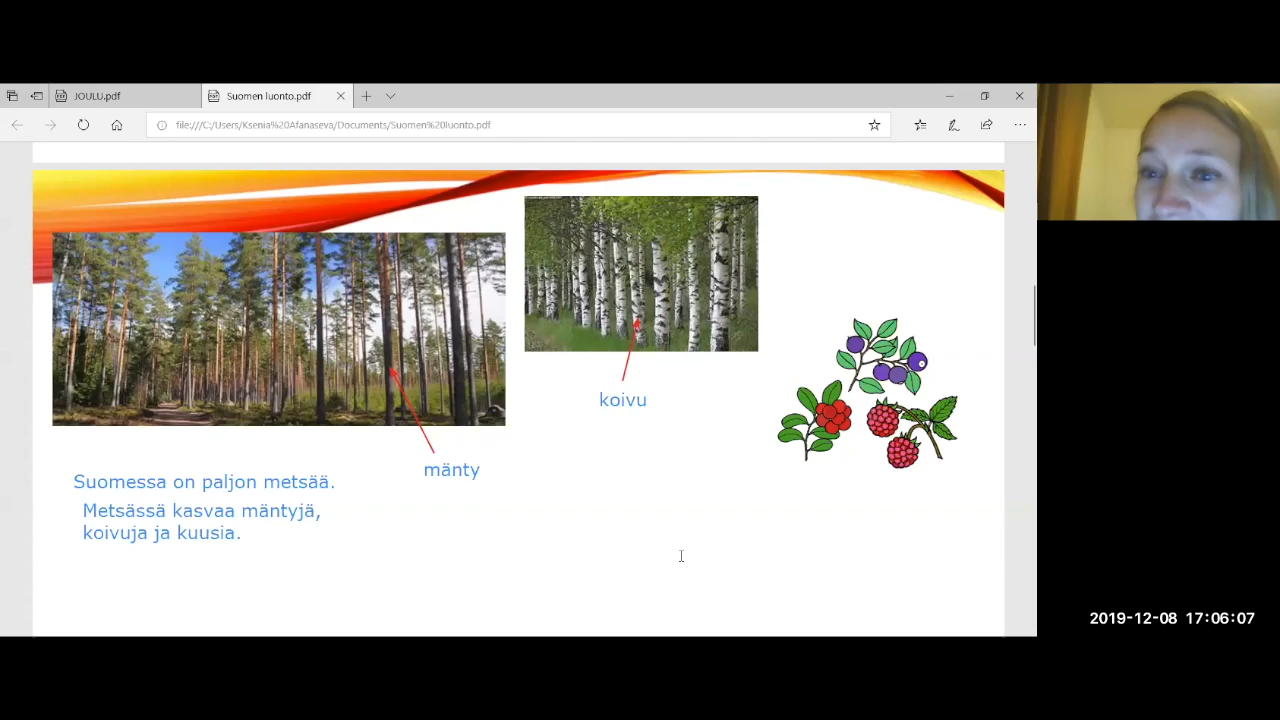 JOULU.pdf
Suomen luonto.pdf
file:///C:/Users/Ksenia%20Afanaseva/Documents/Suomen%20luonto.pdf
koivu
mänty
Suomessa on paljon metsää.
Metsässä kasvaa mäntyjä,
koivuja ja kuusia.
2019-12-08 17:06:07